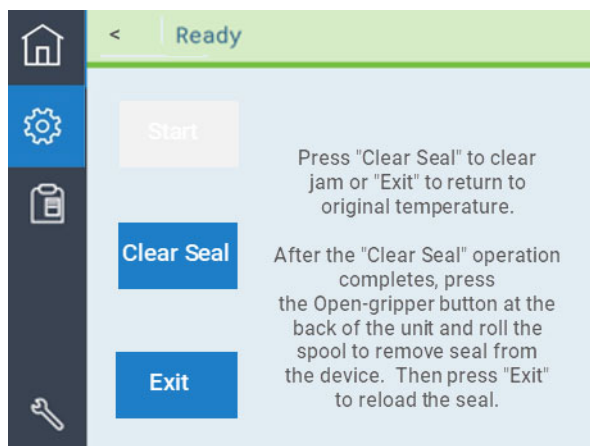 < Ready
Start
Press "Clear Seal" to clear
jam or "Exit" to return to
original temperature.
Clear Seal
After the "Clear Seal" operation
completes, press
the Open-gripper button at the
back of the unit and roll the
spool to remove seal from
the device. Then press "Exit"
to reload the seal.
Exit